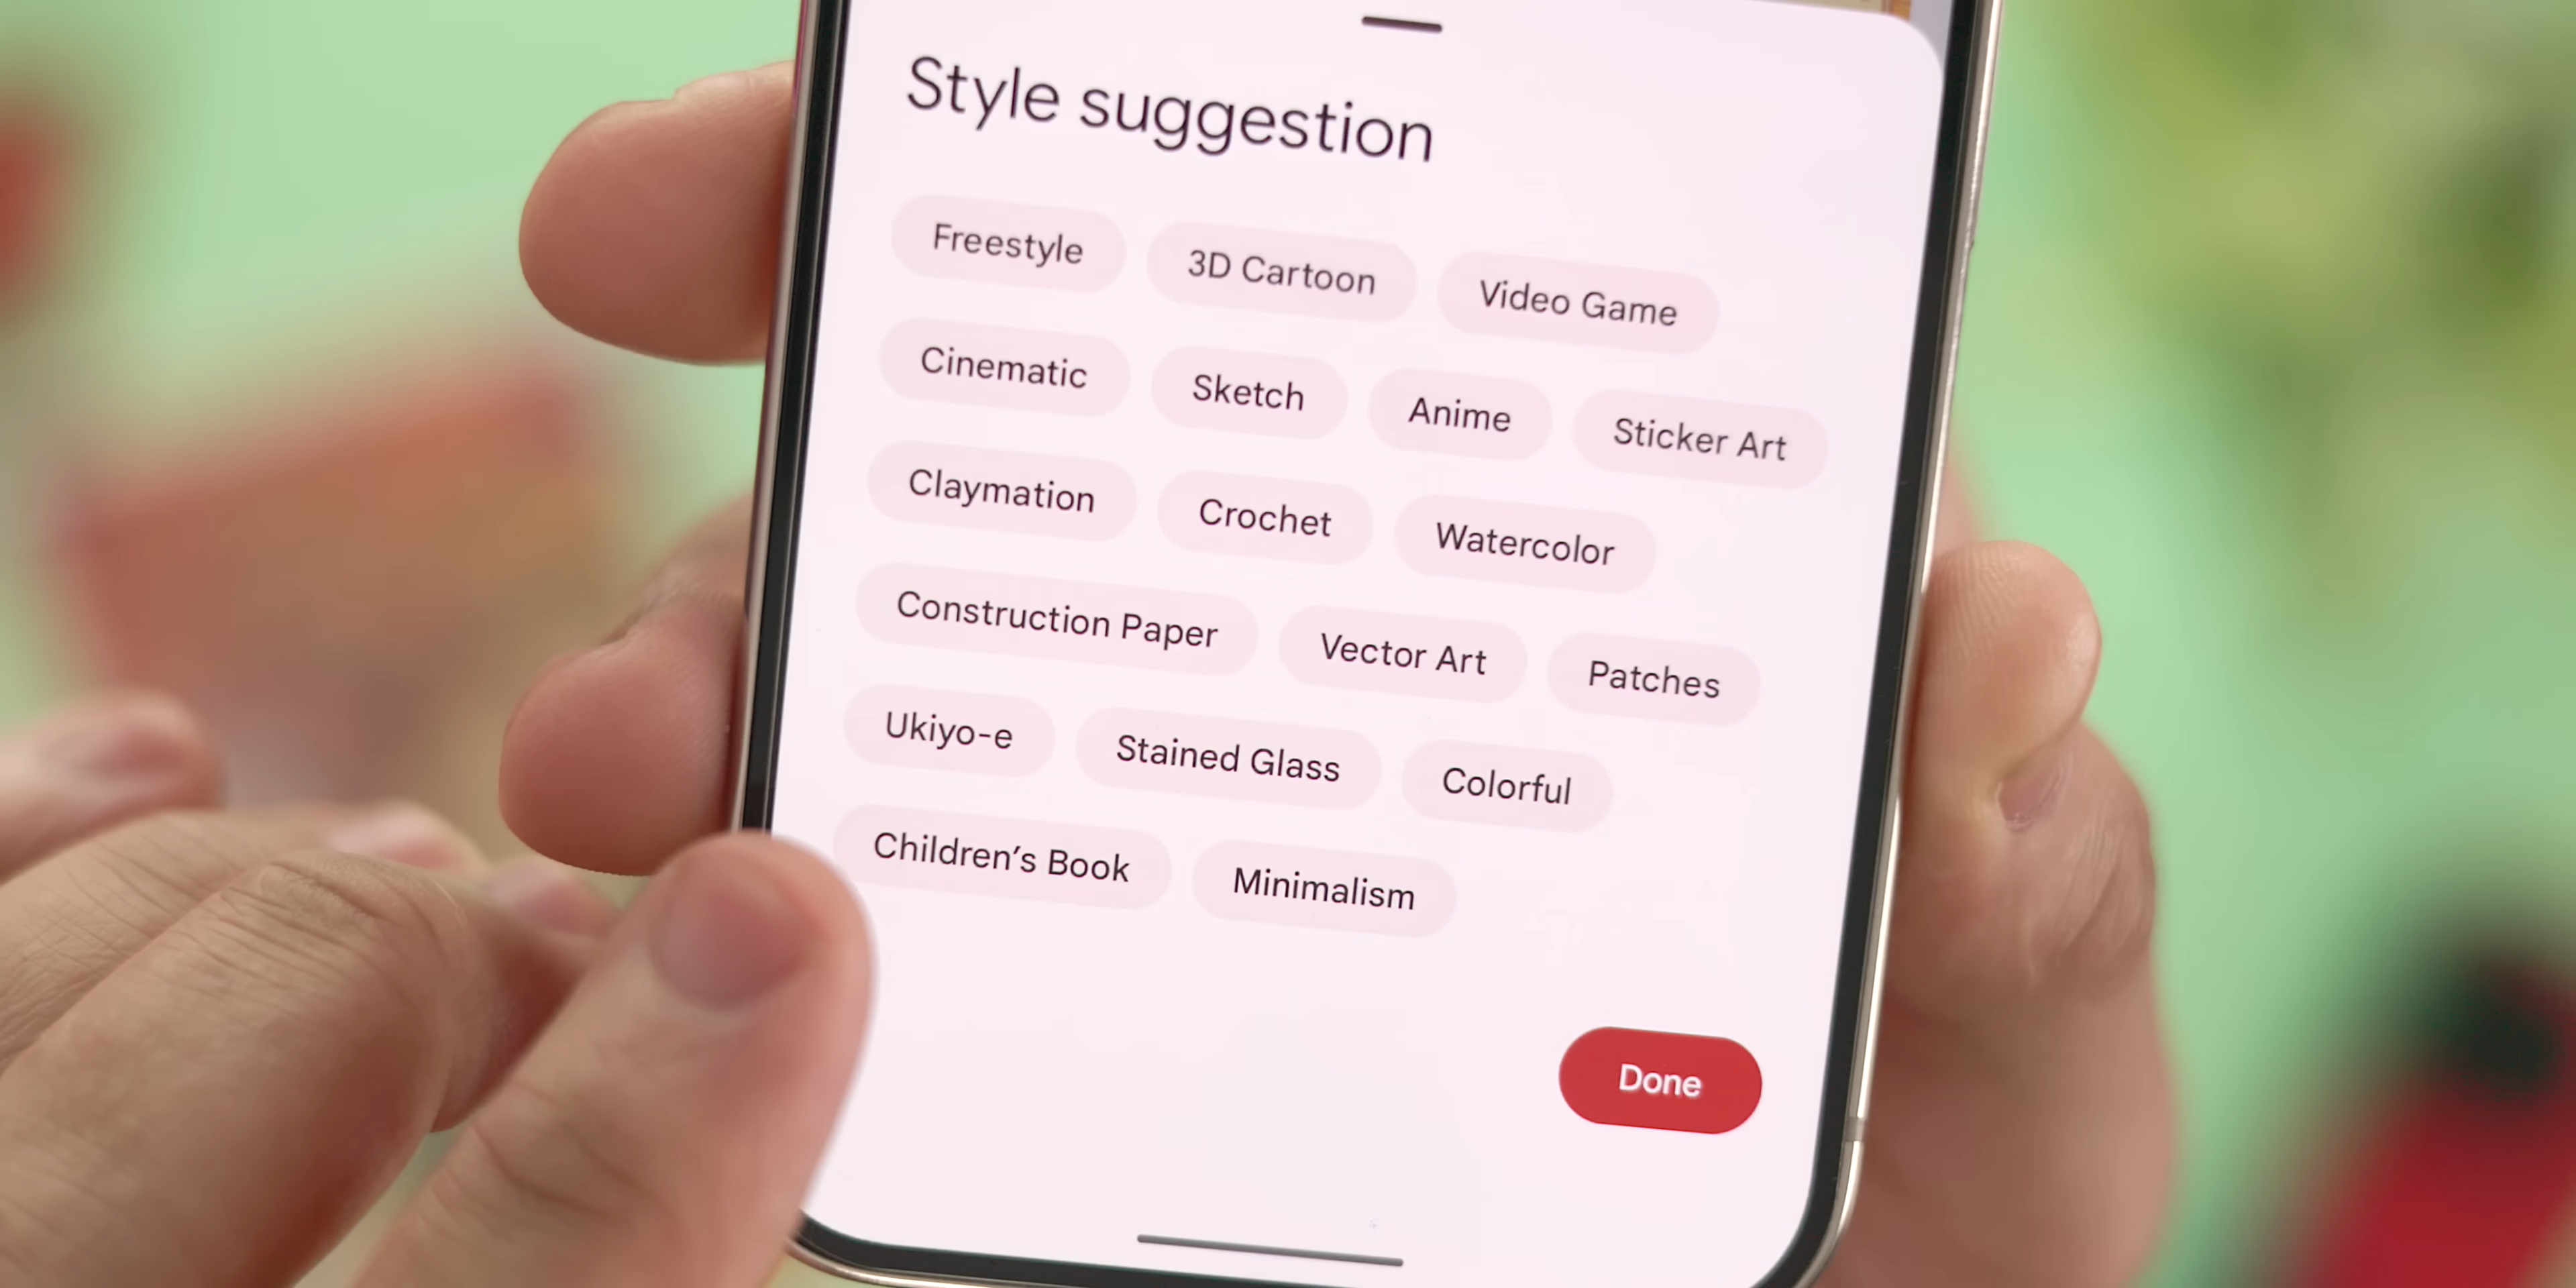 Style suggestion
Freestyle 3D Cartoon Video Game
Cinematic Sketch Anime Sticker Art
Claymation Crochet Watercolor
Construction Paper Vector Art Patches
Ukiyo-e Stained Glass Colorful
Children’s Book Minimalism
Done